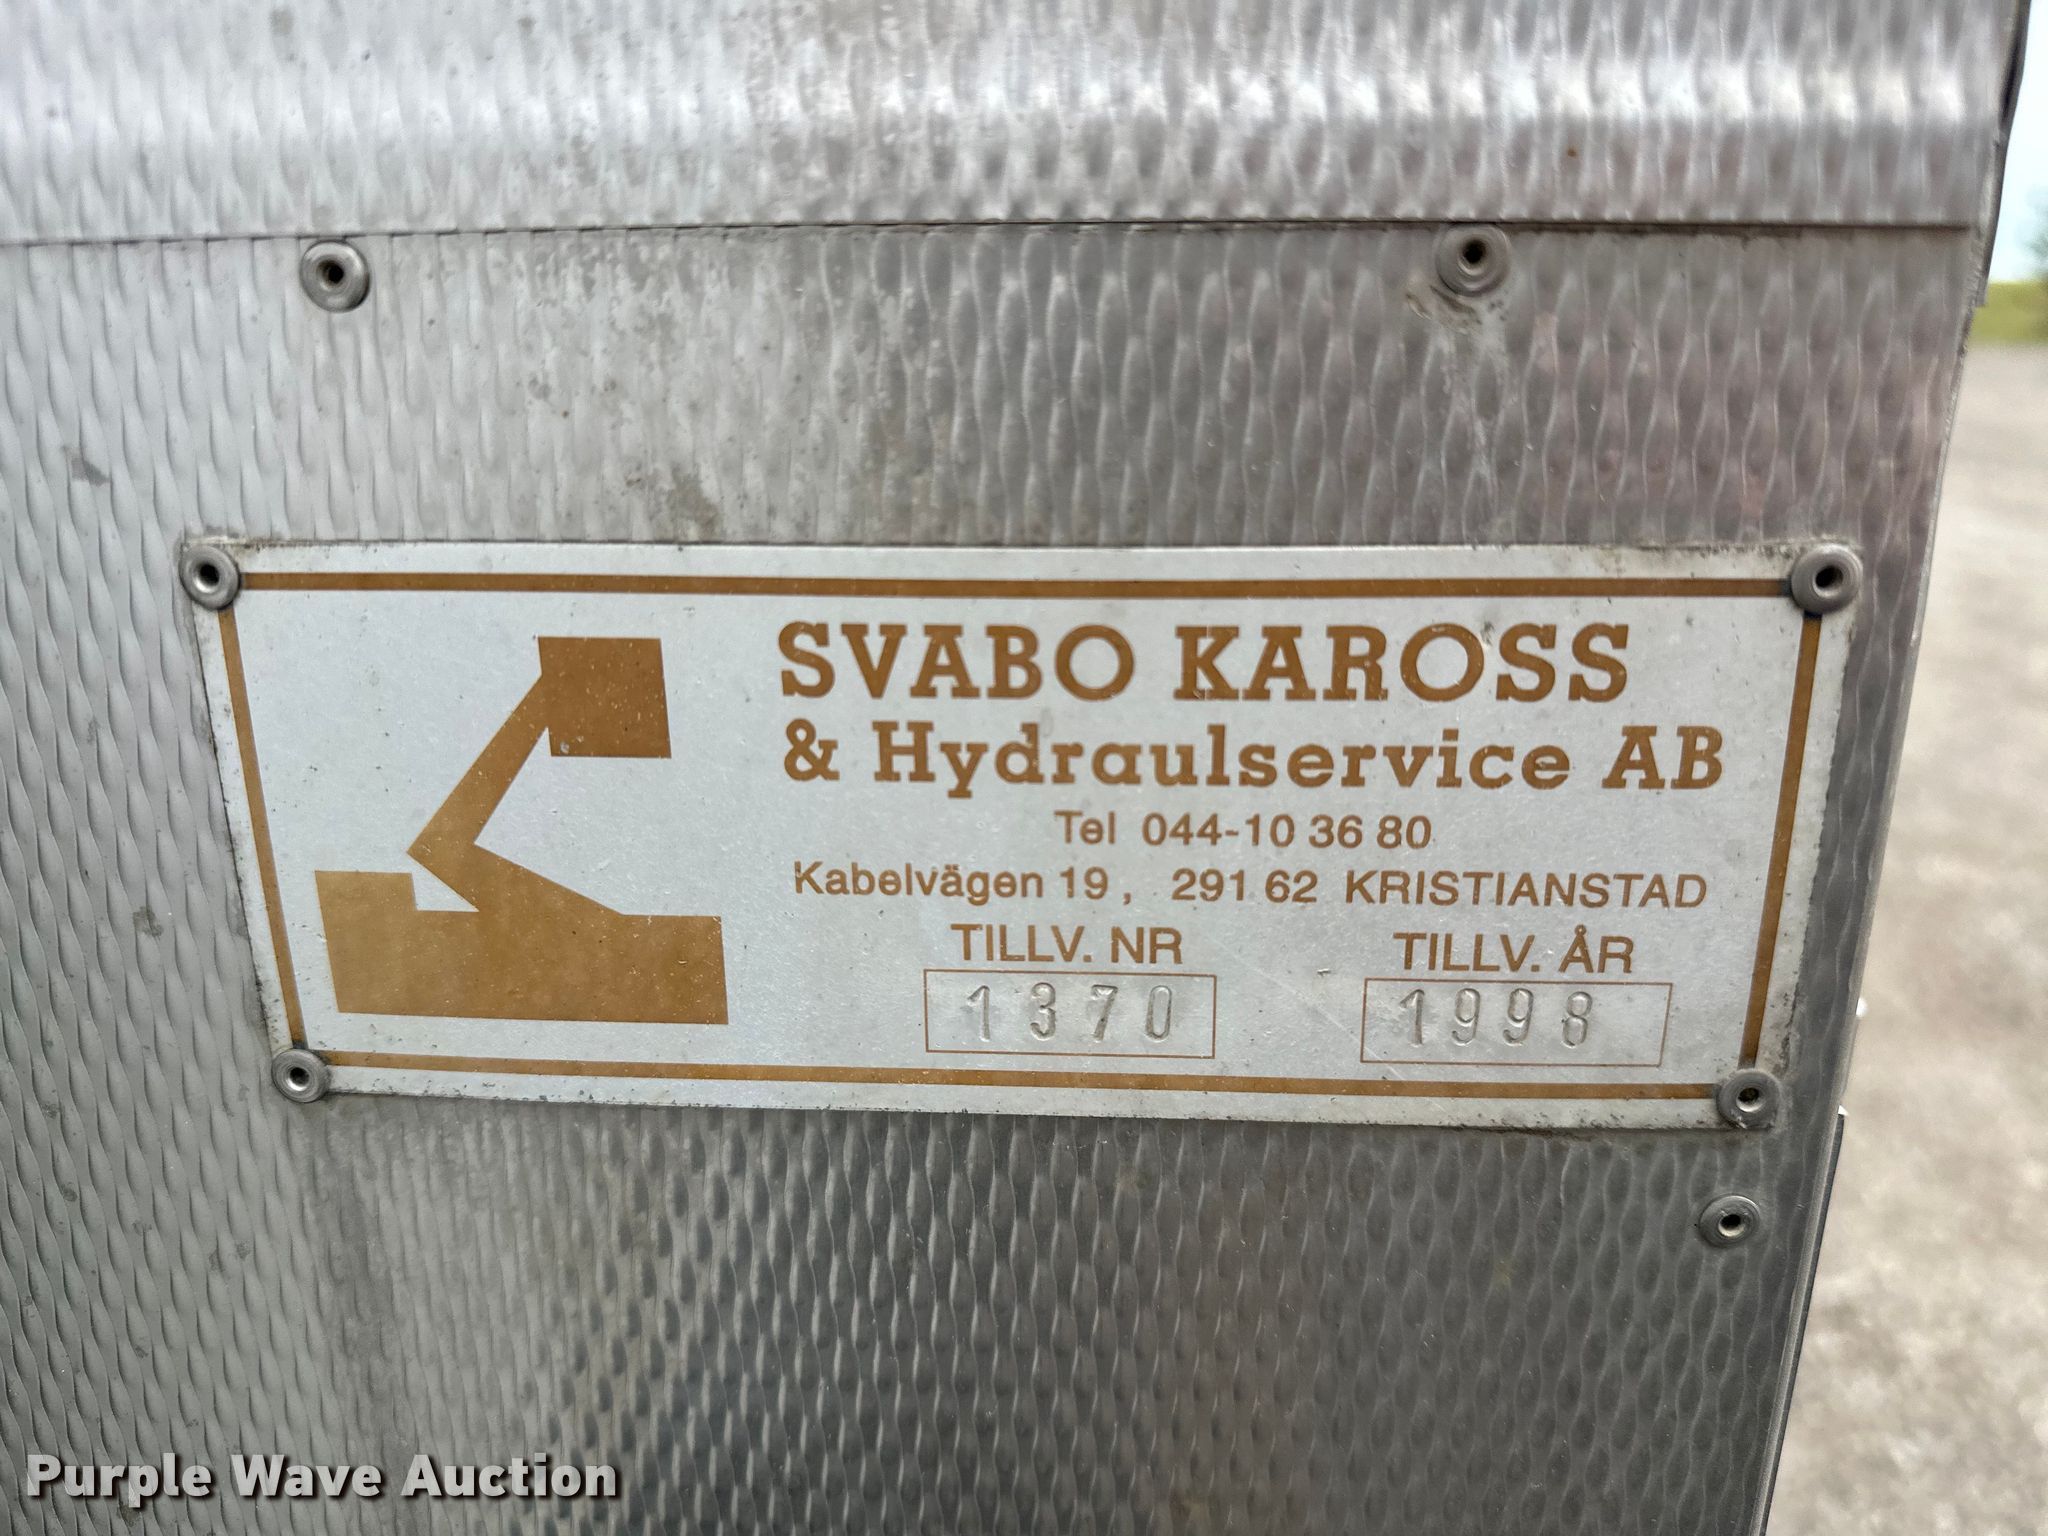 SVABO KAROSS
& Hydraulservice AB
Tel 044-10 36 80
Kabelvägen 19, 291 62 KRISTIANSTAD
TILLV. NR TILLV. ÅR
1370 1998
Purple Wave Auction